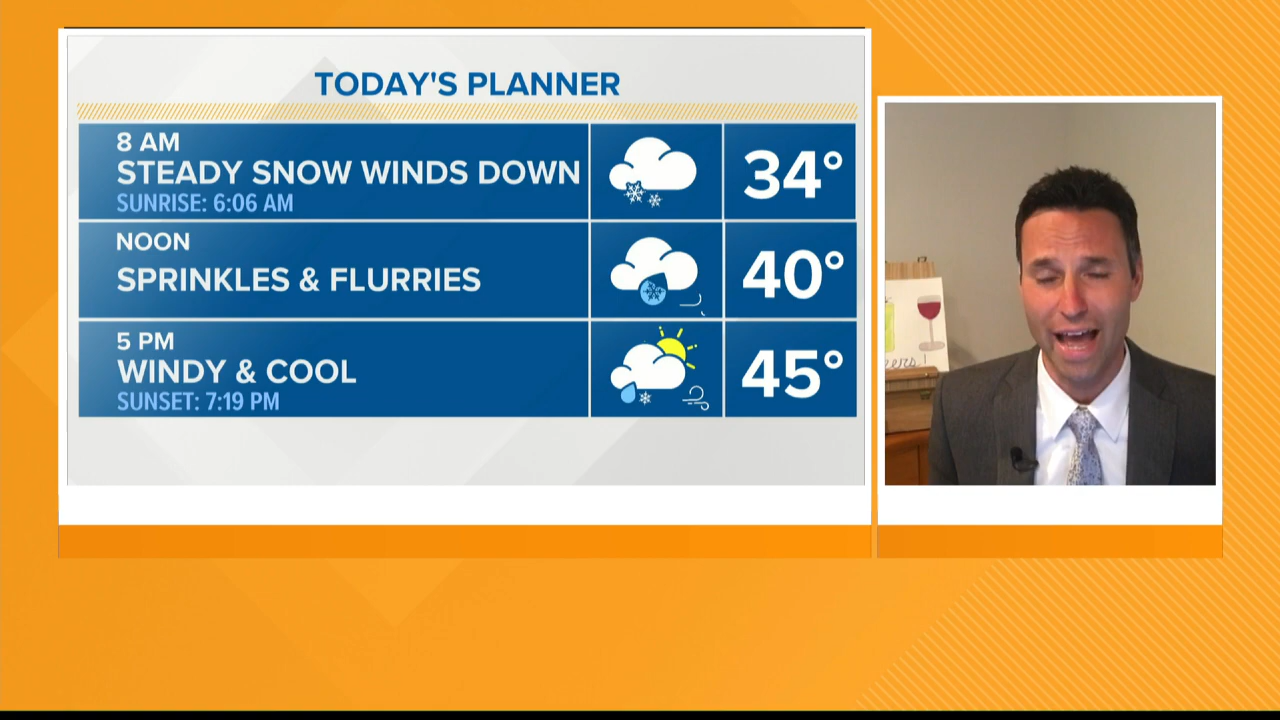 TODAY'S PLANNER
8 AM
STEADY SNOW WINDS DOWN
SUNRISE: 6:06 AM
34°
NOON
SPRINKLES & FLURRIES
40°
5 PM
WINDY & COOL
SUNSET: 7:19 PM
45°